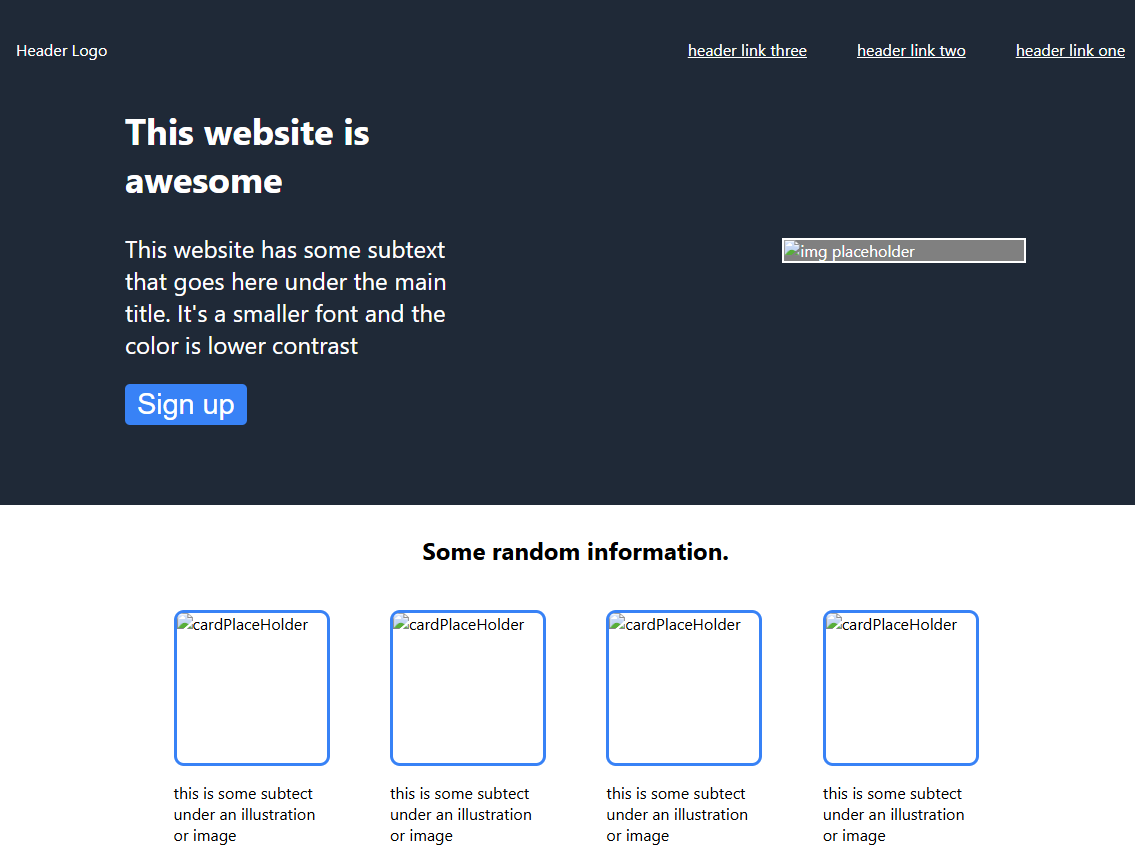 Header Logo
header link three
header link two
header link one
This website is
awesome
This website has some subtext
that goes here under the main
title. It's a smaller font and the
color is lower contrast
img placeholder
Sign up
Some random information.
cardPlaceHolder
cardPlaceHolder
cardPlaceHolder
cardPlaceHolder
this is some subtect
under an illustration
or image
this is some subtect
under an illustration
or image
this is some subtect
under an illustration
or image
this is some subtect
under an illustration
or image